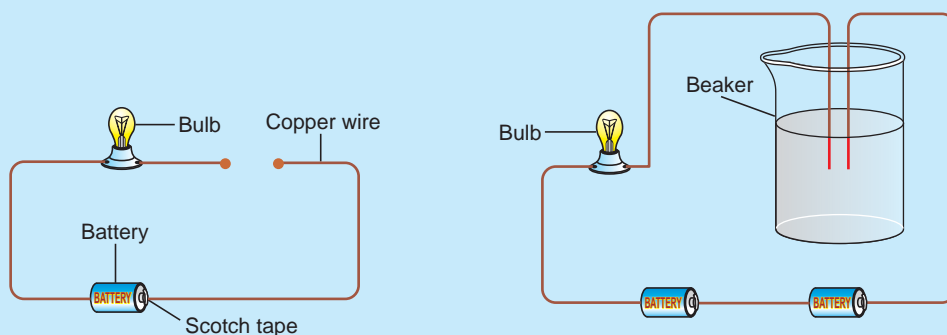 Bulb
Copper wire
Battery
BATTERY
Scotch tape
Beaker
Bulb
BATTERY
BATTERY